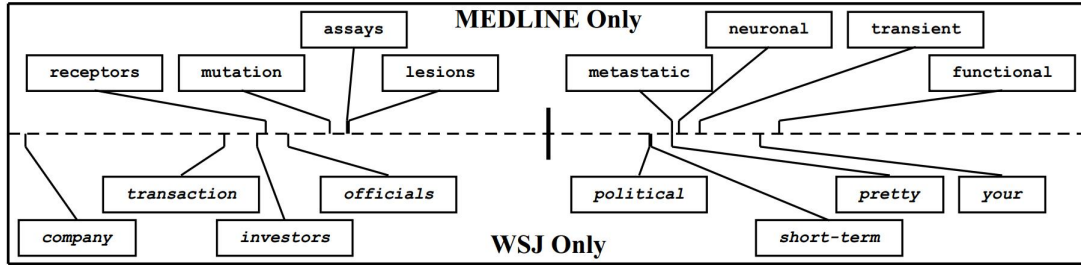 MEDLINE Only
assays
neuronal
transient
receptors
mutation
lesions
metastatic
functional
transaction
officials
political
pretty
your
company
investors
WSJ Only
short-term